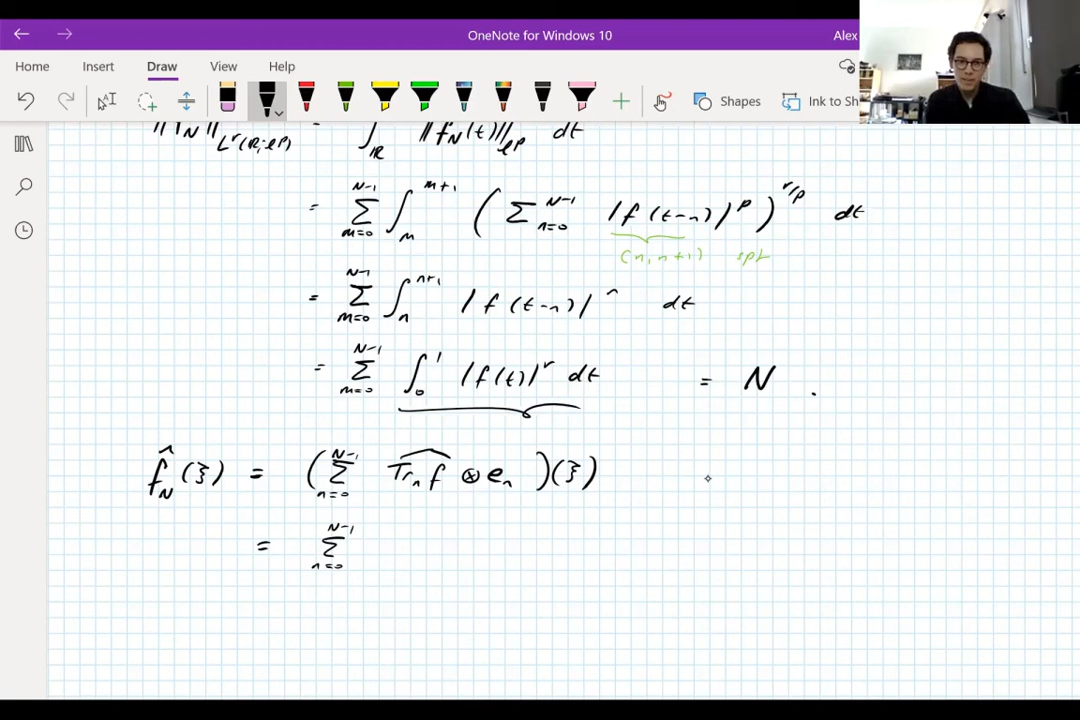 OneNote for Windows 10
Alex
Home Insert Draw View Help
Shapes Ink to Sh
‖f_N‖_{L^r(ℝ;ℓ^p)} = ∫_ℝ ‖f_N(t)‖_{ℓ^p} dt
= Σ_{m=0}^{N-1} ∫_m^{m+1} ( Σ_{n=0}^{N-1} |f(t-n)|^p )^{r/p} dt
(n, n+1) spt
= Σ_{m=0}^{N-1} ∫_n^{n+1} |f(t-n)|^r dt
= Σ_{m=0}^{N-1} ∫_0^1 |f(t)|^r dt = N .
f̂_N(ξ) = ( Σ_{n=0}^{N-1} \widehat{Tr_n f} ⊗ e_n )(ξ)
= Σ_{n=0}^{N-1}